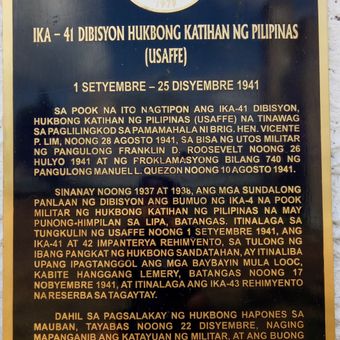 IKA – 41 DIBISYON HUKBONG KATIHAN NG PILIPINAS
(USAFFE)
1 SETYEMBRE – 25 DISYEMBRE 1941
SA POOK NA ITO NAGTIPON ANG IKA-41 DIBISYON,
HUKBONG KATIHAN NG PILIPINAS (USAFFE) NA TINAWAG
SA PAGLILINGKOD SA PAMAMAHALA NI BRIG. HEN. VICENTE
P. LIM, NOONG 28 AGOSTO 1941, SA BISA NG UTOS MILITAR
NG PANGULONG FRANKLIN D. ROOSEVELT NOONG 26
HULYO 1941 AT NG PROKLAMASYONG BILANG 740 NG
PANGULONG MANUEL L. QUEZON NOONG 10 AGOSTO 1941.
SINANAY NOONG 1937 AT 1938, ANG MGA SUNDALONG
PANLAAN NG DIBISYON ANG BUMUO NG IKA-4 NA POOK
MILITAR NG HUKBONG KATIHAN NG PILIPINAS NA MAY
PUNONG-HIMPILAN SA LIPA, BATANGAS. ITINALAGA SA
TUNGKULIN NG USAFFE NOONG 1 SETYEMBRE 1941, ANG
IKA-41 AT 42 IMPANTERYA REHIMYENTO, SA TULONG NG
IBANG PANGKAT NG HUKBONG SANDATAHAN, AY ITINALIBA
UPANG IPAGTANGGOL ANG MGA BAYBAYIN MULA LOOC,
KABITE HANGGANG LEMERY, BATANGAS NOONG 17
NOBYEMBRE 1941, AT ITINALAGA ANG IKA-43 REHIMYENTO
NA RESERBA SA TAGAYTAY.
DAHIL SA PAGSALAKAY NG HUKBONG HAPONES SA
MAUBAN, TAYABAS NOONG 22 DISYEMBRE, NAGING
MAPANGANIB ANG KATAYUAN NG MILITAR, AT ANG BUONG